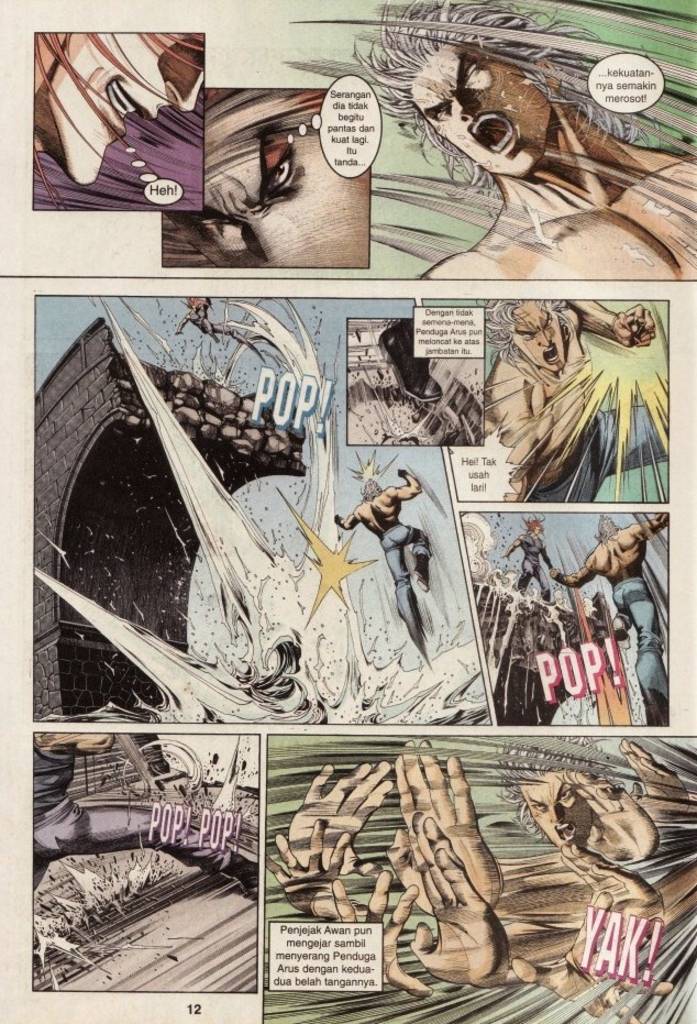 Heh!
Serangan
dia tidak
begitu
pantas dan
kuat lagi.
Itu
tanda...
...kekuatan-
nya semakin
merosot!
POP!
Dengan tidak
semena-mena,
Penduga Arus pun
meloncat ke atas
jambatan itu.
Hei! Tak
usah
lari!
POP!
POP! POP!
Penjejak Awan pun
mengejar sambil
menyerang Penduga
Arus dengan kedua-
dua belah tangannya.
YAK!
12